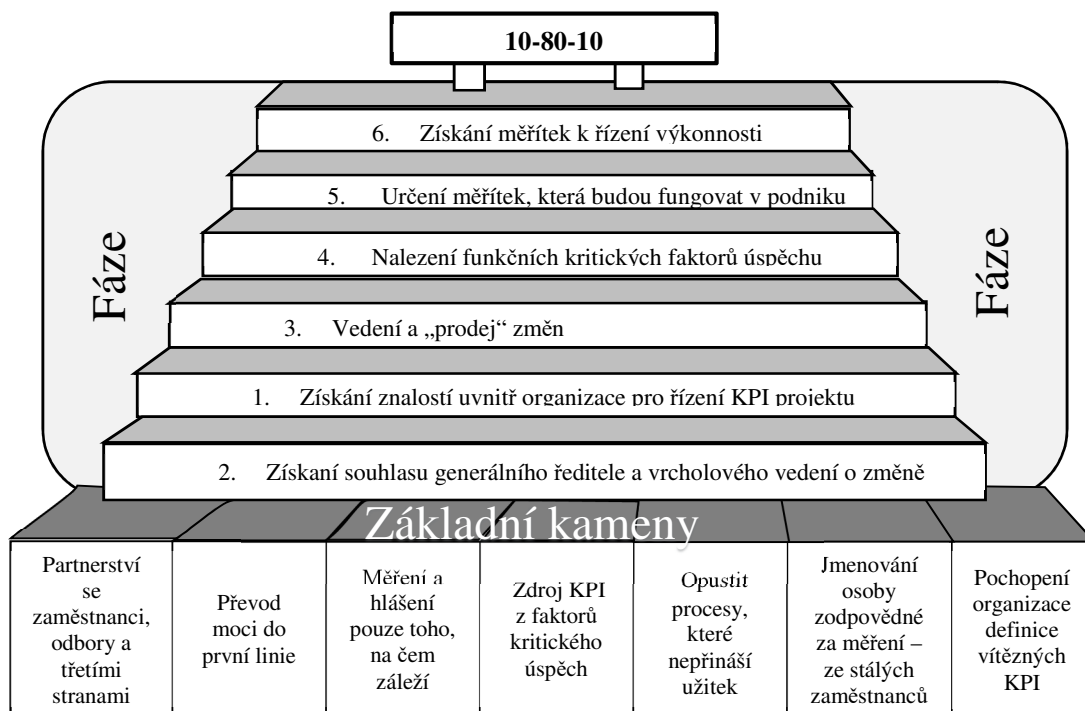 10-80-10
6. Získání měřítek k řízení výkonnosti
5. Určení měřítek, která budou fungovat v podniku
4. Nalezení funkčních kritických faktorů úspěchu
3. Vedení a „prodej“ změn
1. Získání znalostí uvnitř organizace pro řízení KPI projektu
2. Získaní souhlasu generálního ředitele a vrcholového vedení o změně
Fáze
Fáze
Základní kameny
Partnerství
se
zaměstnanci,
odbory a
třetími
stranami
Převod
moci do
první linie
Měření a
hlášení
pouze toho,
na čem
záleží
Zdroj KPI
z faktorů
kritického
úspěch
Opustit
procesy,
které
nepřináší
užitek
Jmenování
osoby
zodpovědné
za měření –
ze stálých
zaměstnanců
Pochopení
organizace
definice
vítězných
KPI